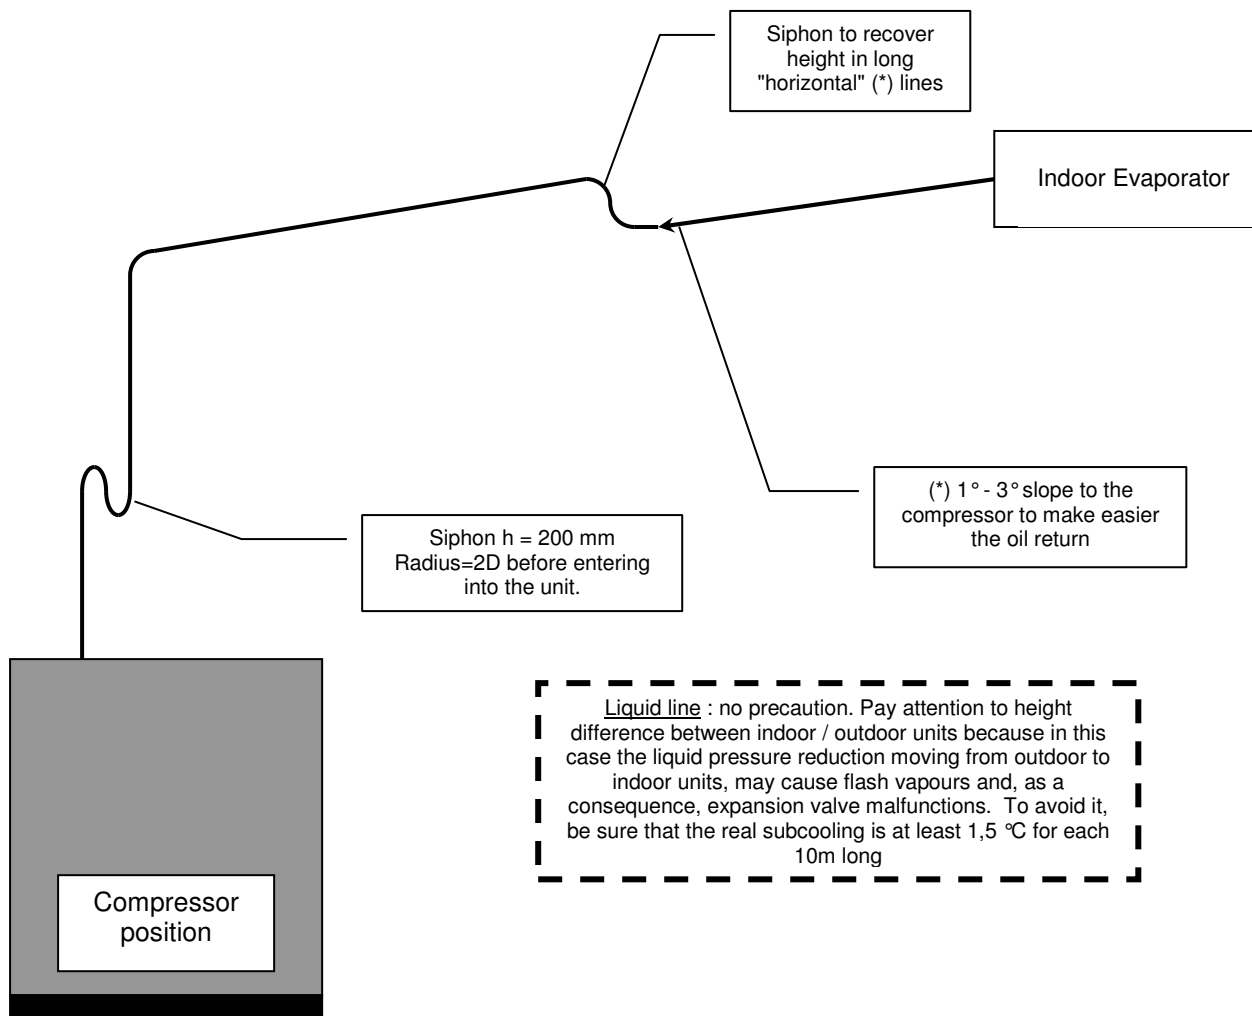 Siphon to recover
height in long
"horizontal" (*) lines
Indoor Evaporator
(*) 1° - 3° slope to the
compressor to make easier
the oil return
Siphon h = 200 mm
Radius=2D before entering
into the unit.
Liquid line : no precaution. Pay attention to height
difference between indoor / outdoor units because in this
case the liquid pressure reduction moving from outdoor to
indoor units, may cause flash vapours and, as a
consequence, expansion valve malfunctions. To avoid it,
be sure that the real subcooling is at least 1,5 °C for each
10m long
Compressor
position